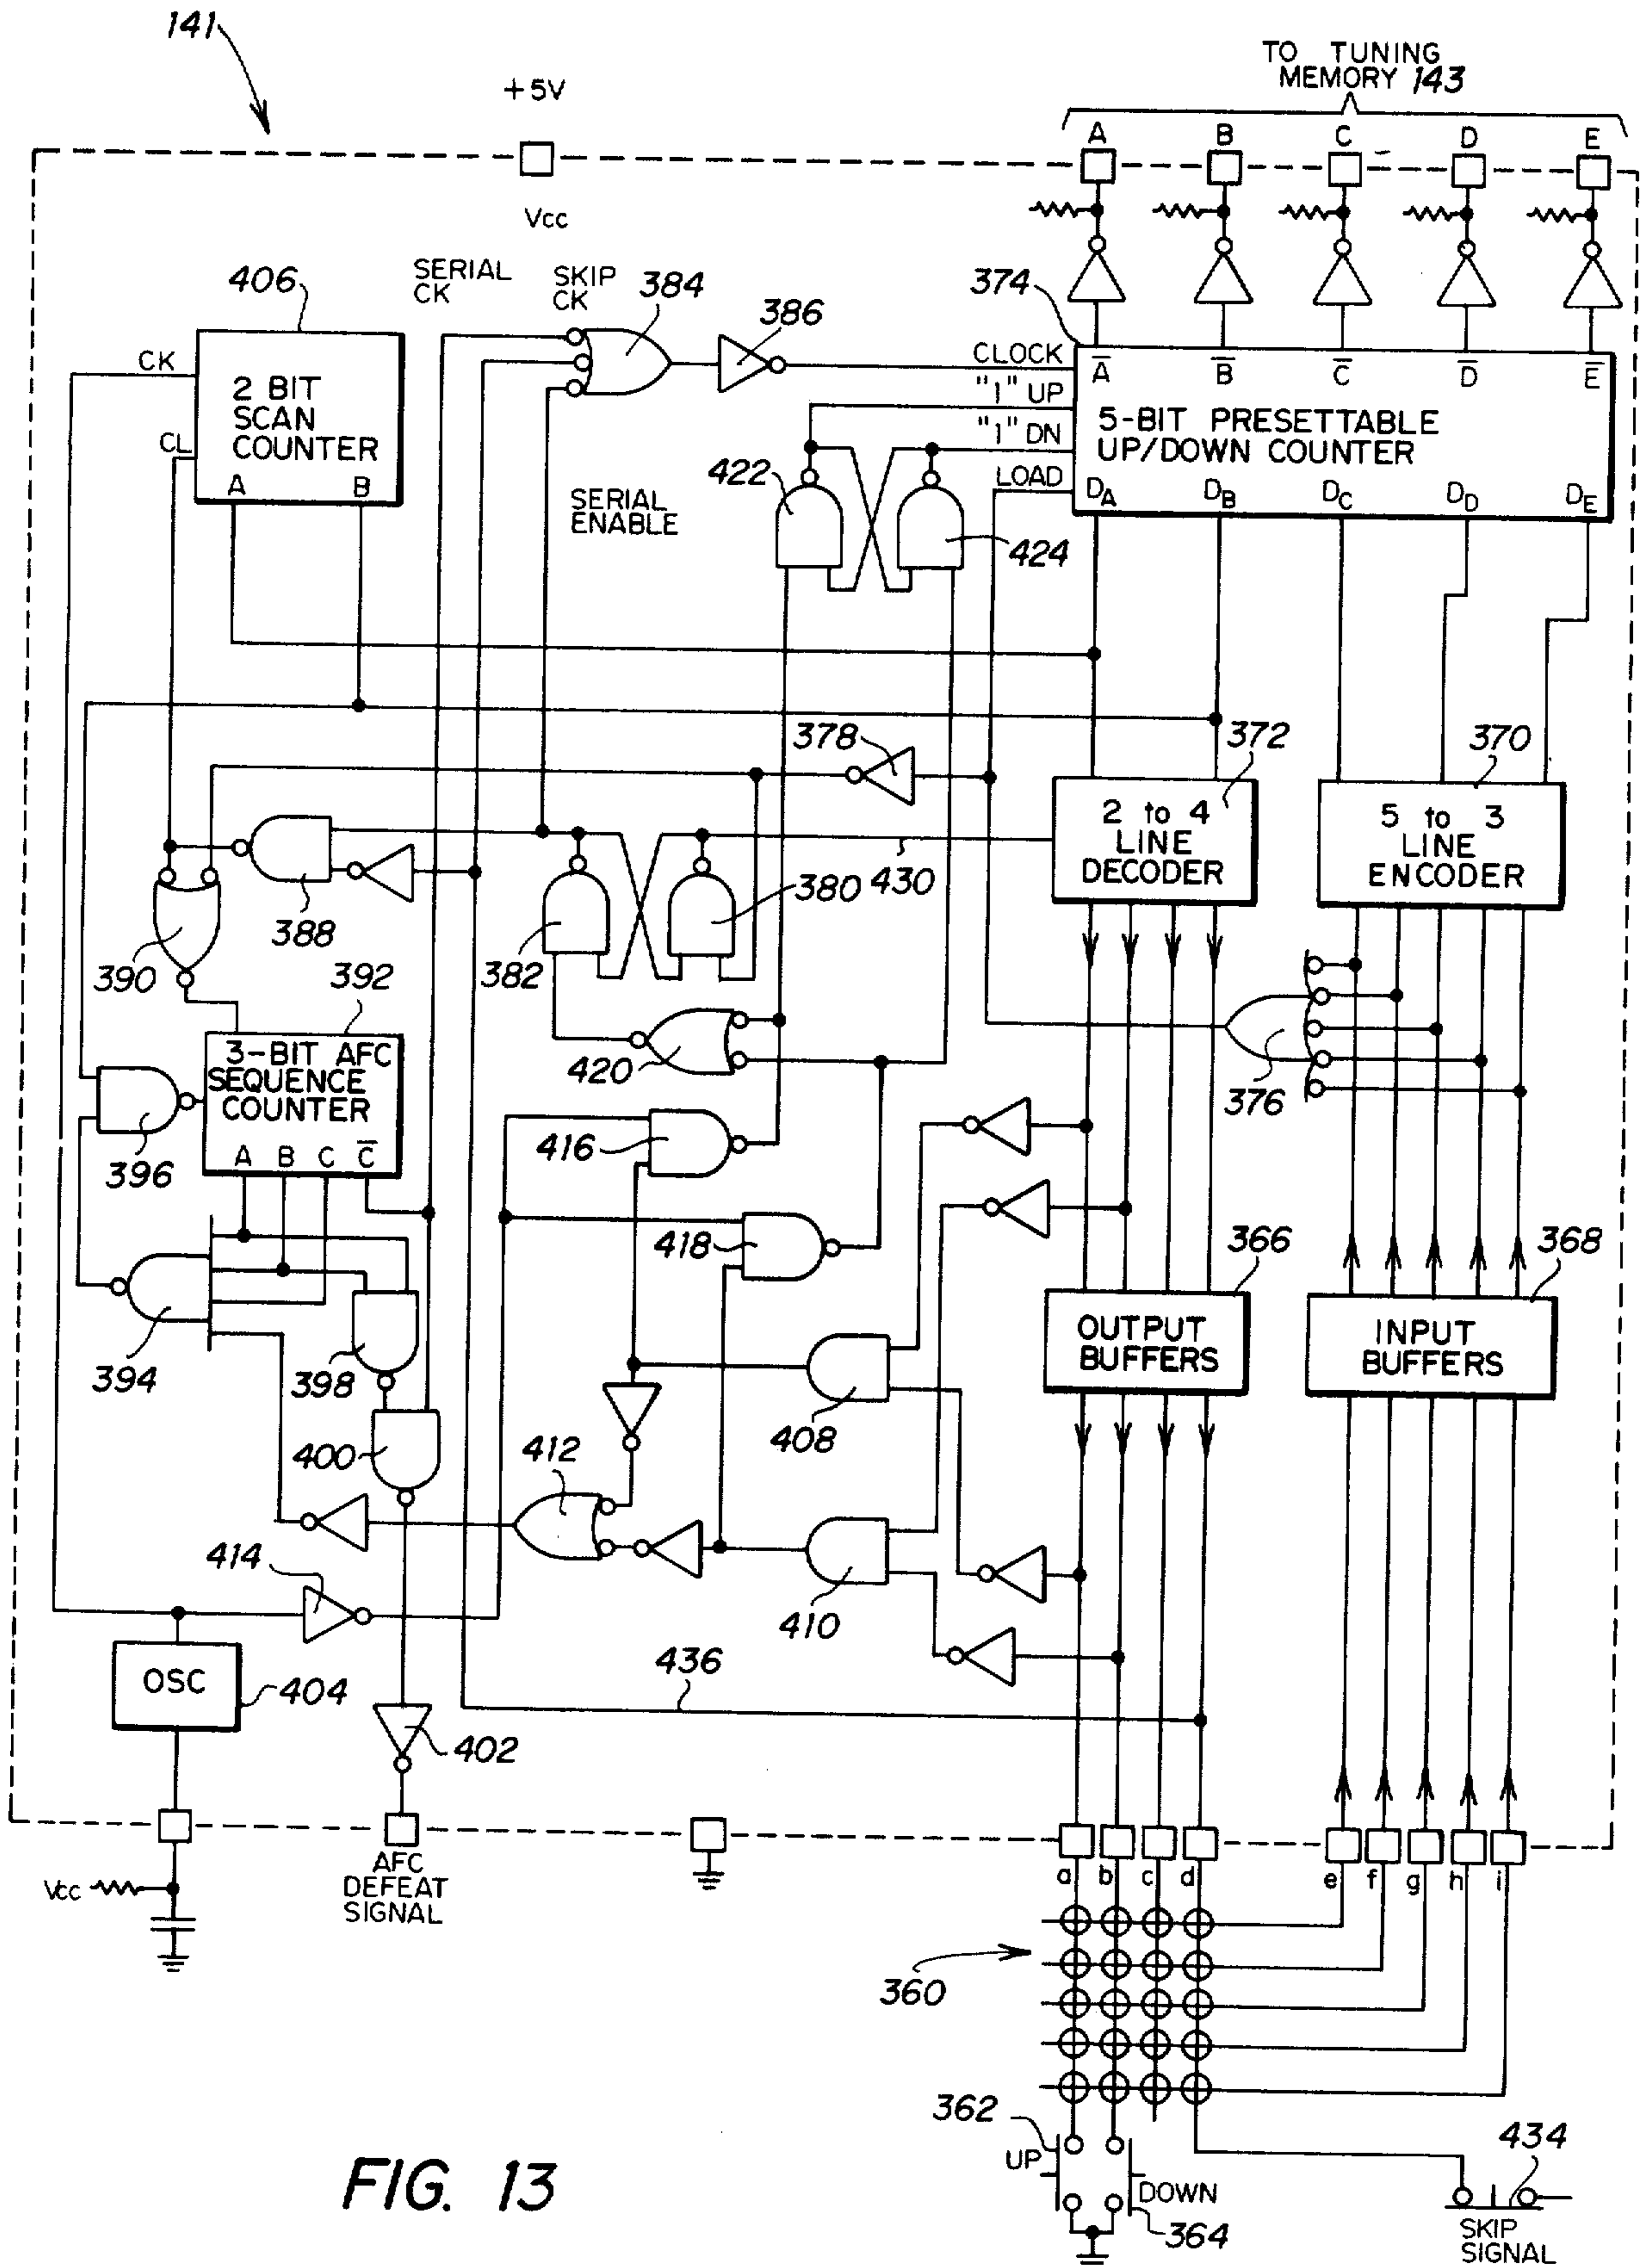 141
+5V
TO TUNING
MEMORY 143
A B C D E
Vcc
406
SERIAL
CK
SKIP
CK
384
386
374
CK
CL
2 BIT
SCAN
COUNTER
A B
CLOCK
"1" UP
"1" DN
LOAD
A̅ B̅ C̅ D̅ E̅
5-BIT PRESETTABLE
UP/DOWN COUNTER
DA DB DC DD DE
422
SERIAL
ENABLE
424
378
372
370
2 to 4
LINE
DECODER
5 to 3
LINE
ENCODER
388
380
430
390
382
392
3-BIT AFC
SEQUENCE
COUNTER
A B C C̅
420
376
396
416
418
366
368
OUTPUT
BUFFERS
INPUT
BUFFERS
394
398
408
400
412
414
410
OSC
404
436
402
AFC
DEFEAT
SIGNAL
Vcc
a b c d e f g h i
360
362
UP
DOWN
364
434
SKIP
SIGNAL
FIG. 13